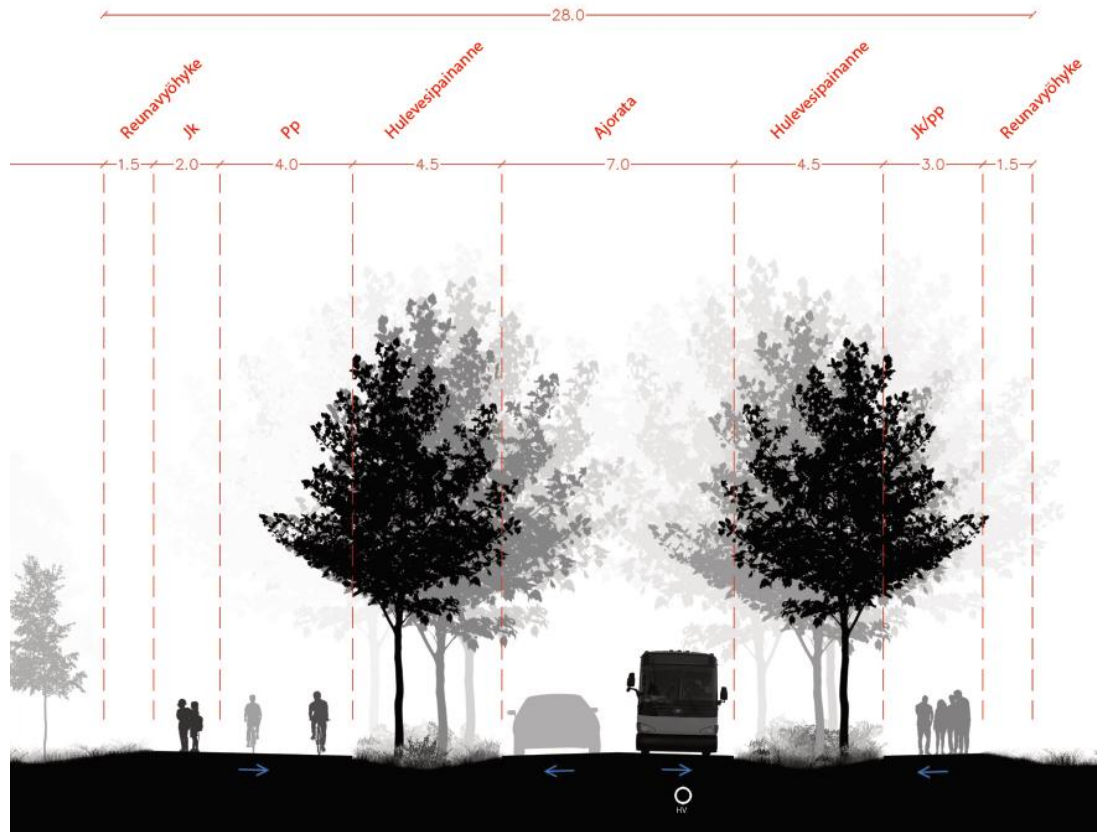 28.0
Reunavyöhyke
Jk
Pp
Hulevesipainanne
Ajorata
Hulevesipainanne
Jk/pp
Reunavyöhyke
1.5
2.0
4.0
4.5
7.0
4.5
3.0
1.5
HV